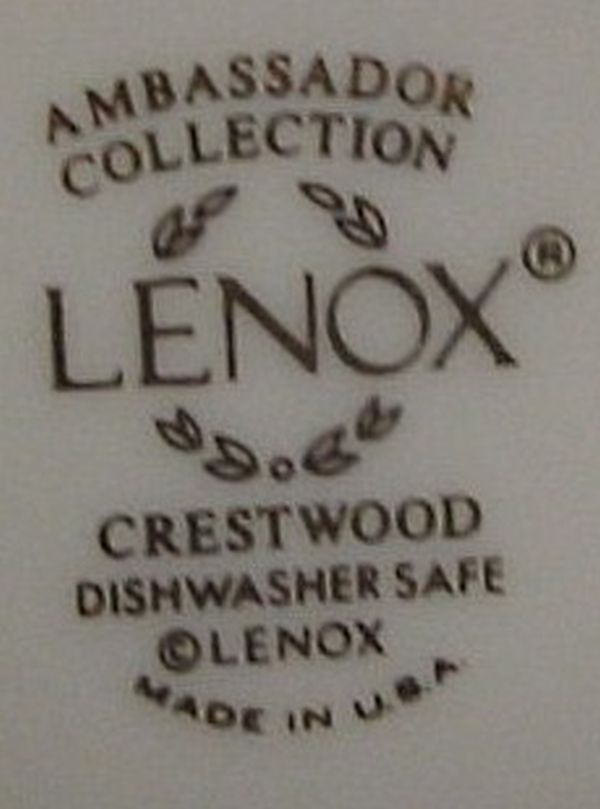 AMBASSADOR
COLLECTION
LENOX®
CRESTWOOD
DISHWASHER SAFE
©LENOX
MADE IN U.S.A.